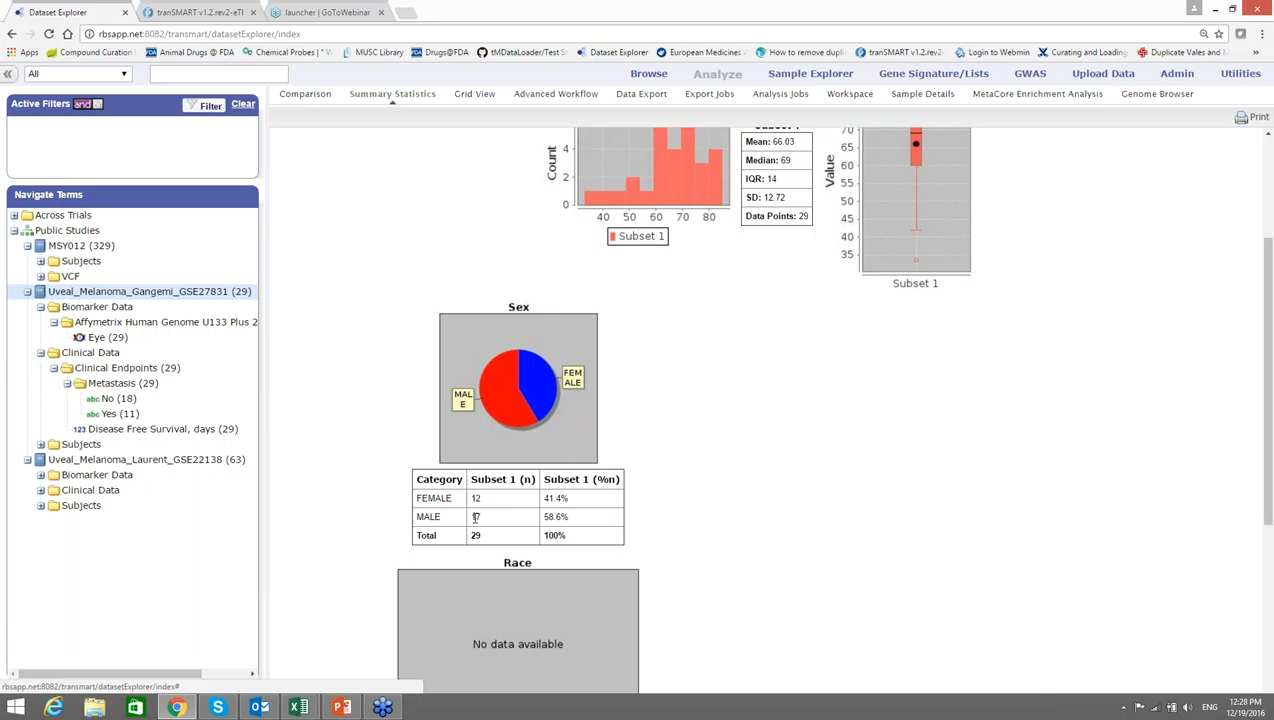 Dataset Explorer
tranSMART v1.2.rev2-eTI
launcher | GoToWebinar
rbsapp.net:8082/transmart/datasetExplorer/index
Apps
Compound Curation
Animal Drugs @ FDA
Chemical Probes | "
MUSC Library
Drugs@FDA
tMDataLoader/Test
Dataset Explorer
European Medicines
How to remove dupli
tranSMART v1.2.rev2-
Login to Webmin
Curating and Loading
Duplicate Vales and
All
Browse
Analyze
Sample Explorer
Gene Signature/Lists
GWAS
Upload Data
Admin
Utilities
Active Filters and
Filter
Clear
Comparison
Summary Statistics
Grid View
Advanced Workflow
Data Export
Export Jobs
Analysis Jobs
Workspace
Sample Details
MetaCore Enrichment Analysis
Genome Browser
Print
Navigate Terms
Across Trials
Public Studies
MSY012 (329)
Subjects
VCF
Uveal_Melanoma_Gangemi_GSE27831 (29)
Biomarker Data
Affymetrix Human Genome U133 Plus 2
Eye (29)
Clinical Data
Clinical Endpoints (29)
Metastasis (29)
abc No (18)
abc Yes (11)
123 Disease Free Survival, days (29)
Subjects
Uveal_Melanoma_Laurent_GSE22138 (63)
Biomarker Data
Clinical Data
Subjects
Count
4
2
0
40 50 60 70 80
Subset 1
Mean: 66.03
Median: 69
IQR: 14
SD: 12.72
Data Points: 29
Value
70
65
60
55
50
45
40
35
Subset 1
Sex
FEM
ALE
MAL
E
Category Subset 1 (n) Subset 1 (%n)
FEMALE 12 41.4%
MALE 17 58.6%
Total 29 100%
Race
No data available
rbsapp.net:8082/transmart/datasetExplorer/index#
ENG
12:28 PM
12/19/2016